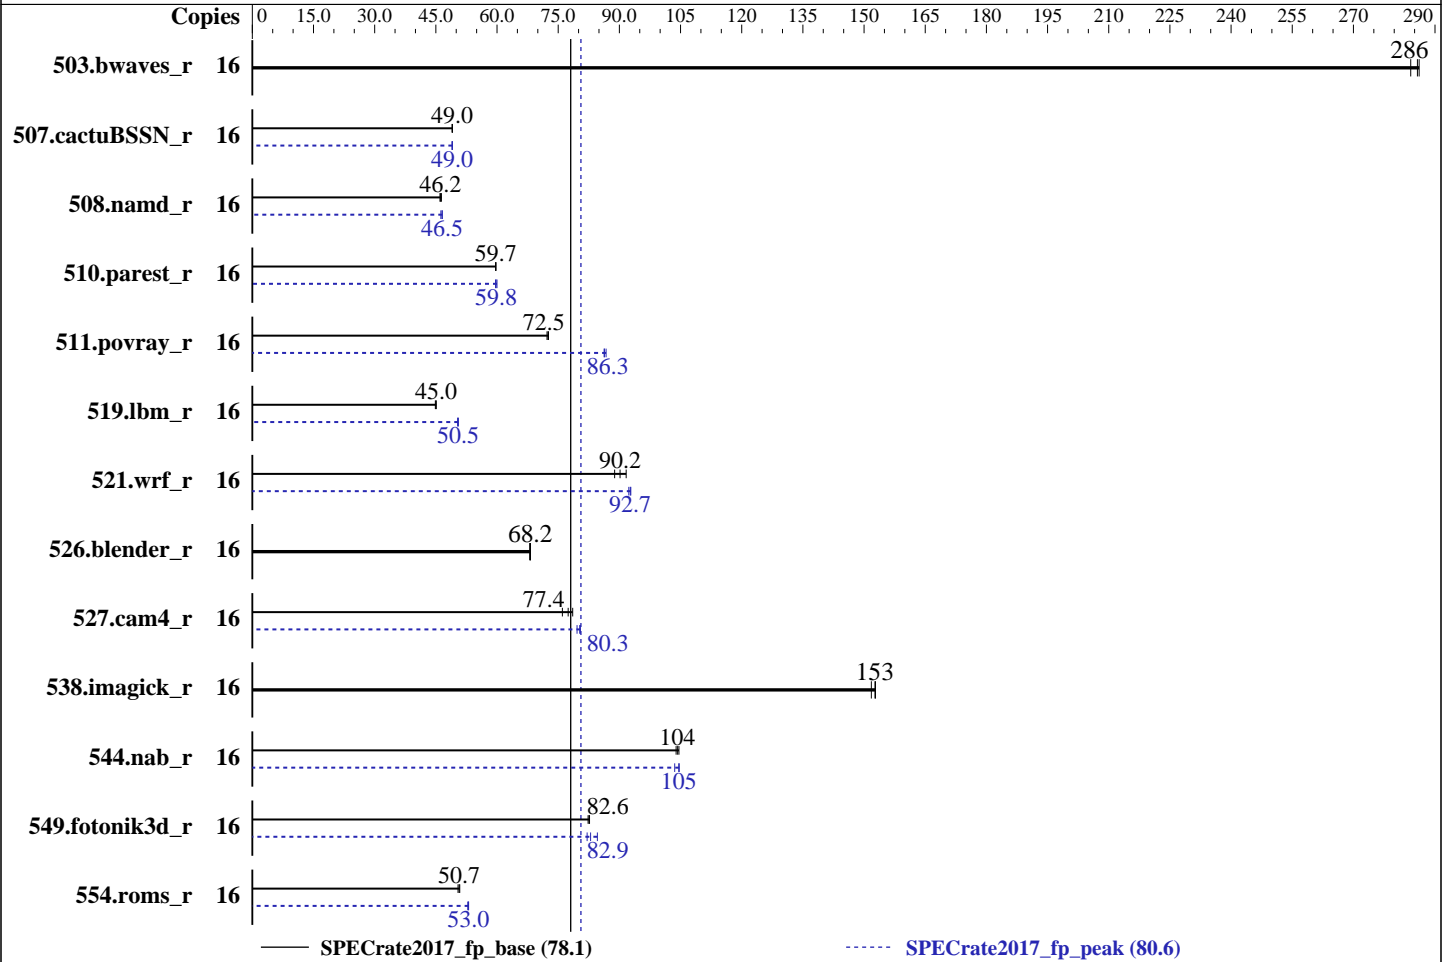 Copies 0 15.0 30.0 45.0 60.0 75.0 90.0 105 120 135 150 165 180 195 210 225 240 255 270 290
503.bwaves_r 16 286
507.cactuBSSN_r 16 49.0
49.0
508.namd_r 16 46.2
46.5
510.parest_r 16 59.7
59.8
511.povray_r 16 72.5
86.3
519.lbm_r 16 45.0
50.5
521.wrf_r 16 90.2
92.7
526.blender_r 16 68.2
527.cam4_r 16 77.4
80.3
538.imagick_r 16 153
544.nab_r 16 104
105
549.fotonik3d_r 16 82.6
82.9
554.roms_r 16 50.7
53.0
SPECrate2017_fp_base (78.1) SPECrate2017_fp_peak (80.6)